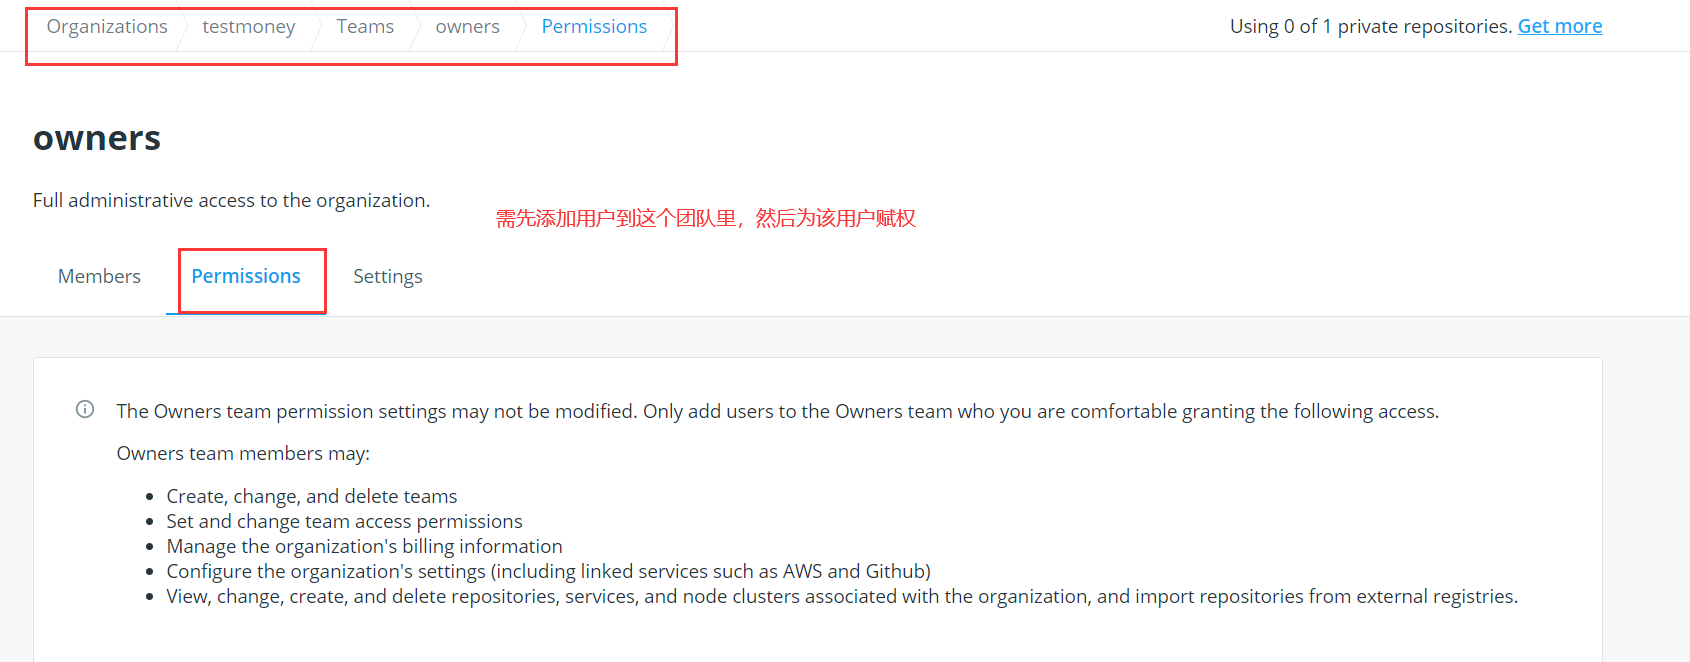 Organizations testmoney Teams owners Permissions Using 0 of 1 private repositories. Get more
owners
Full administrative access to the organization.
需先添加用户到这个团队里，然后为该用户赋权
Members Permissions Settings
The Owners team permission settings may not be modified. Only add users to the Owners team who you are comfortable granting the following access.
Owners team members may:
Create, change, and delete teams
Set and change team access permissions
Manage the organization's billing information
Configure the organization's settings (including linked services such as AWS and Github)
View, change, create, and delete repositories, services, and node clusters associated with the organization, and import repositories from external registries.